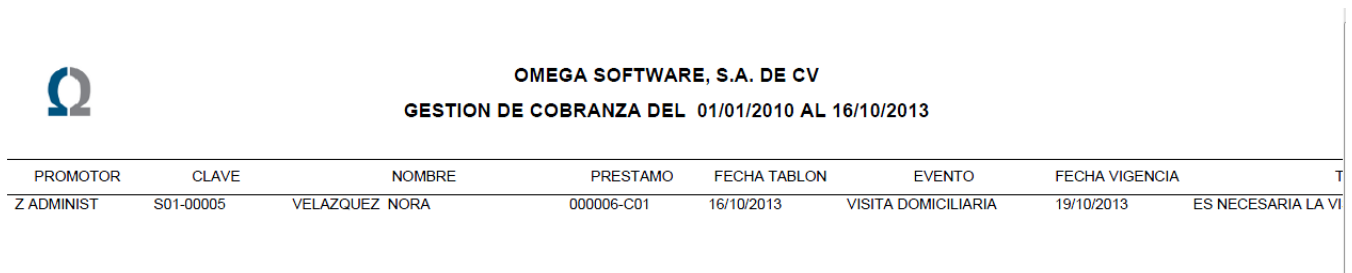 OMEGA SOFTWARE, S.A. DE CV
GESTION DE COBRANZA DEL 01/01/2010 AL 16/10/2013
PROMOTOR CLAVE NOMBRE PRESTAMO FECHA TABLON EVENTO FECHA VIGENCIA T
Z ADMINIST S01-00005 VELAZQUEZ NORA 000006-C01 16/10/2013 VISITA DOMICILIARIA 19/10/2013 ES NECESARIA LA VI